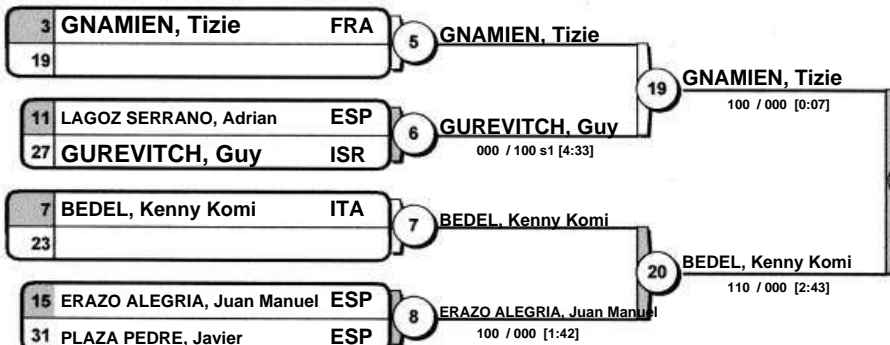 3 GNAMIEN, Tizie FRA
19
5 GNAMIEN, Tizie
11 LAGOZ SERRANO, Adrian ESP
27 GUREVITCH, Guy ISR
6 GUREVITCH, Guy
000 / 100 s1 [4:33]
19 GNAMIEN, Tizie
100 / 000 [0:07]
7 BEDEL, Kenny Komi ITA
23
7 BEDEL, Kenny Komi
15 ERAZO ALEGRIA, Juan Manuel ESP
31 PLAZA PEDRE, Javier ESP
8 ERAZO ALEGRIA, Juan Manuel
100 / 000 [1:42]
20 BEDEL, Kenny Komi
110 / 000 [2:43]